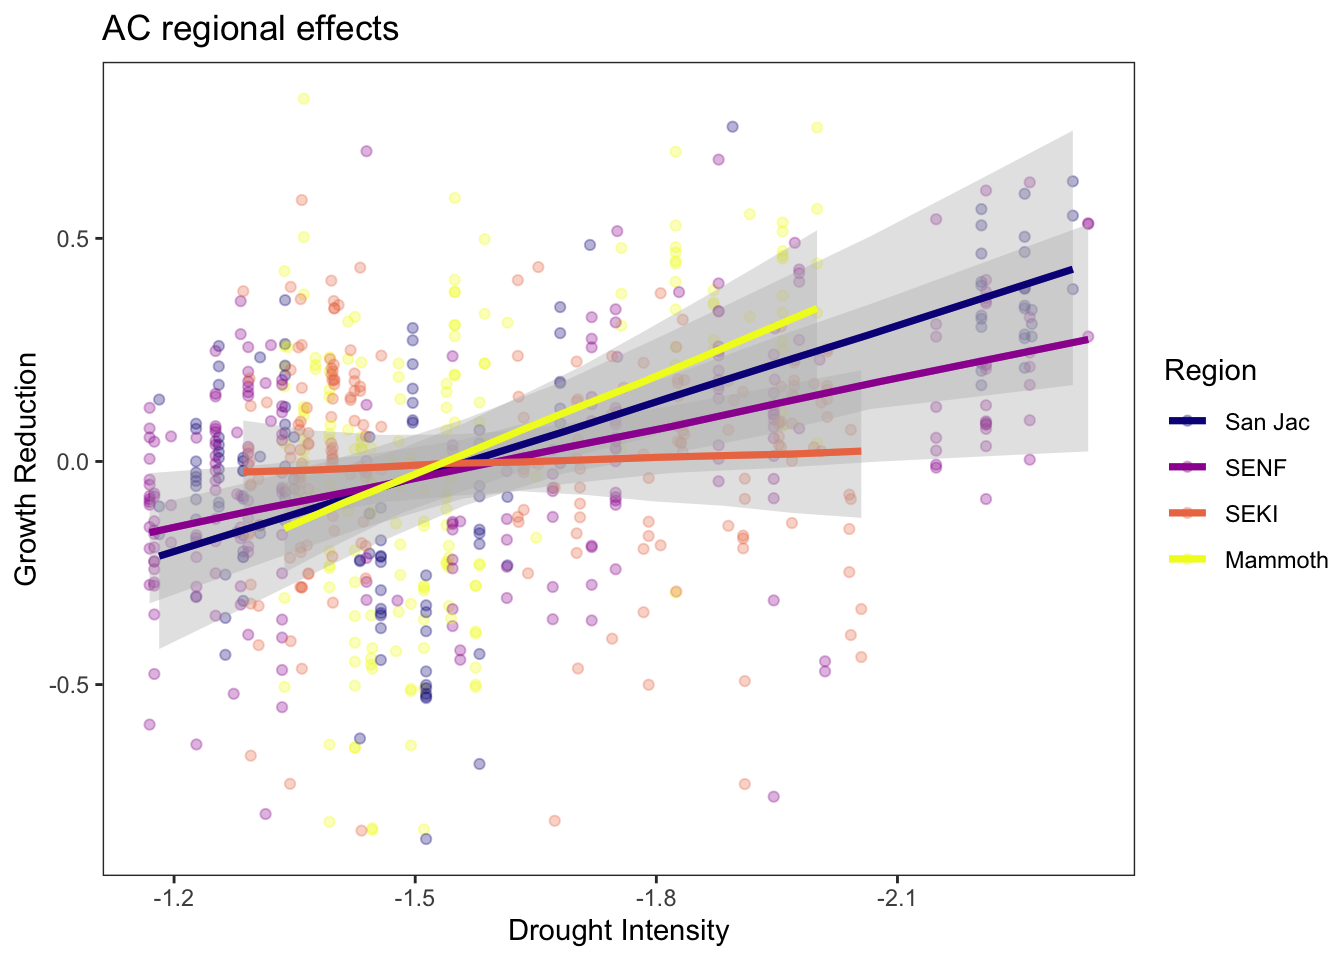 AC regional effects
Growth Reduction
0.5
0.0
-0.5
-1.2
-1.5
-1.8
-2.1
Drought Intensity
Region
San Jac
SENF
SEKI
Mammoth